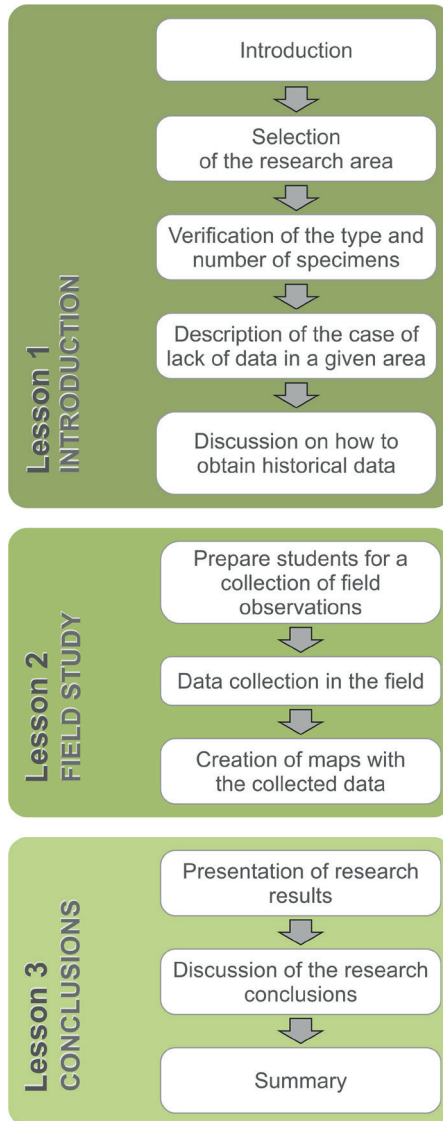 Lesson 1
INTRODUCTION
Introduction
Selection
of the research area
Verification of the type and
number of specimens
Description of the case of
lack of data in a given area
Discussion on how to
obtain historical data
Lesson 2
FIELD STUDY
Prepare students for a
collection of field
observations
Data collection in the field
Creation of maps with
the collected data
Lesson 3
CONCLUSIONS
Presentation of research
results
Discussion of the research
conclusions
Summary